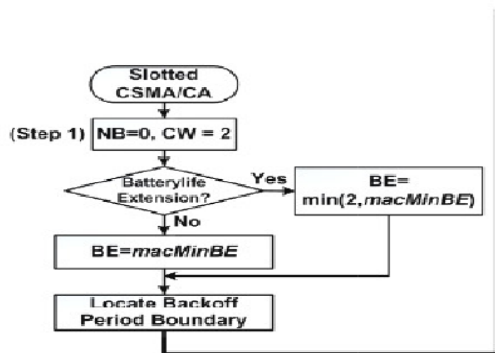 Slotted
CSMA/CA
(Step 1) NB=0, CW = 2
Batterylife
Extension?
Yes
BE=
min(2,macMinBE)
No
BE=macMinBE
Locate Backoff
Period Boundary